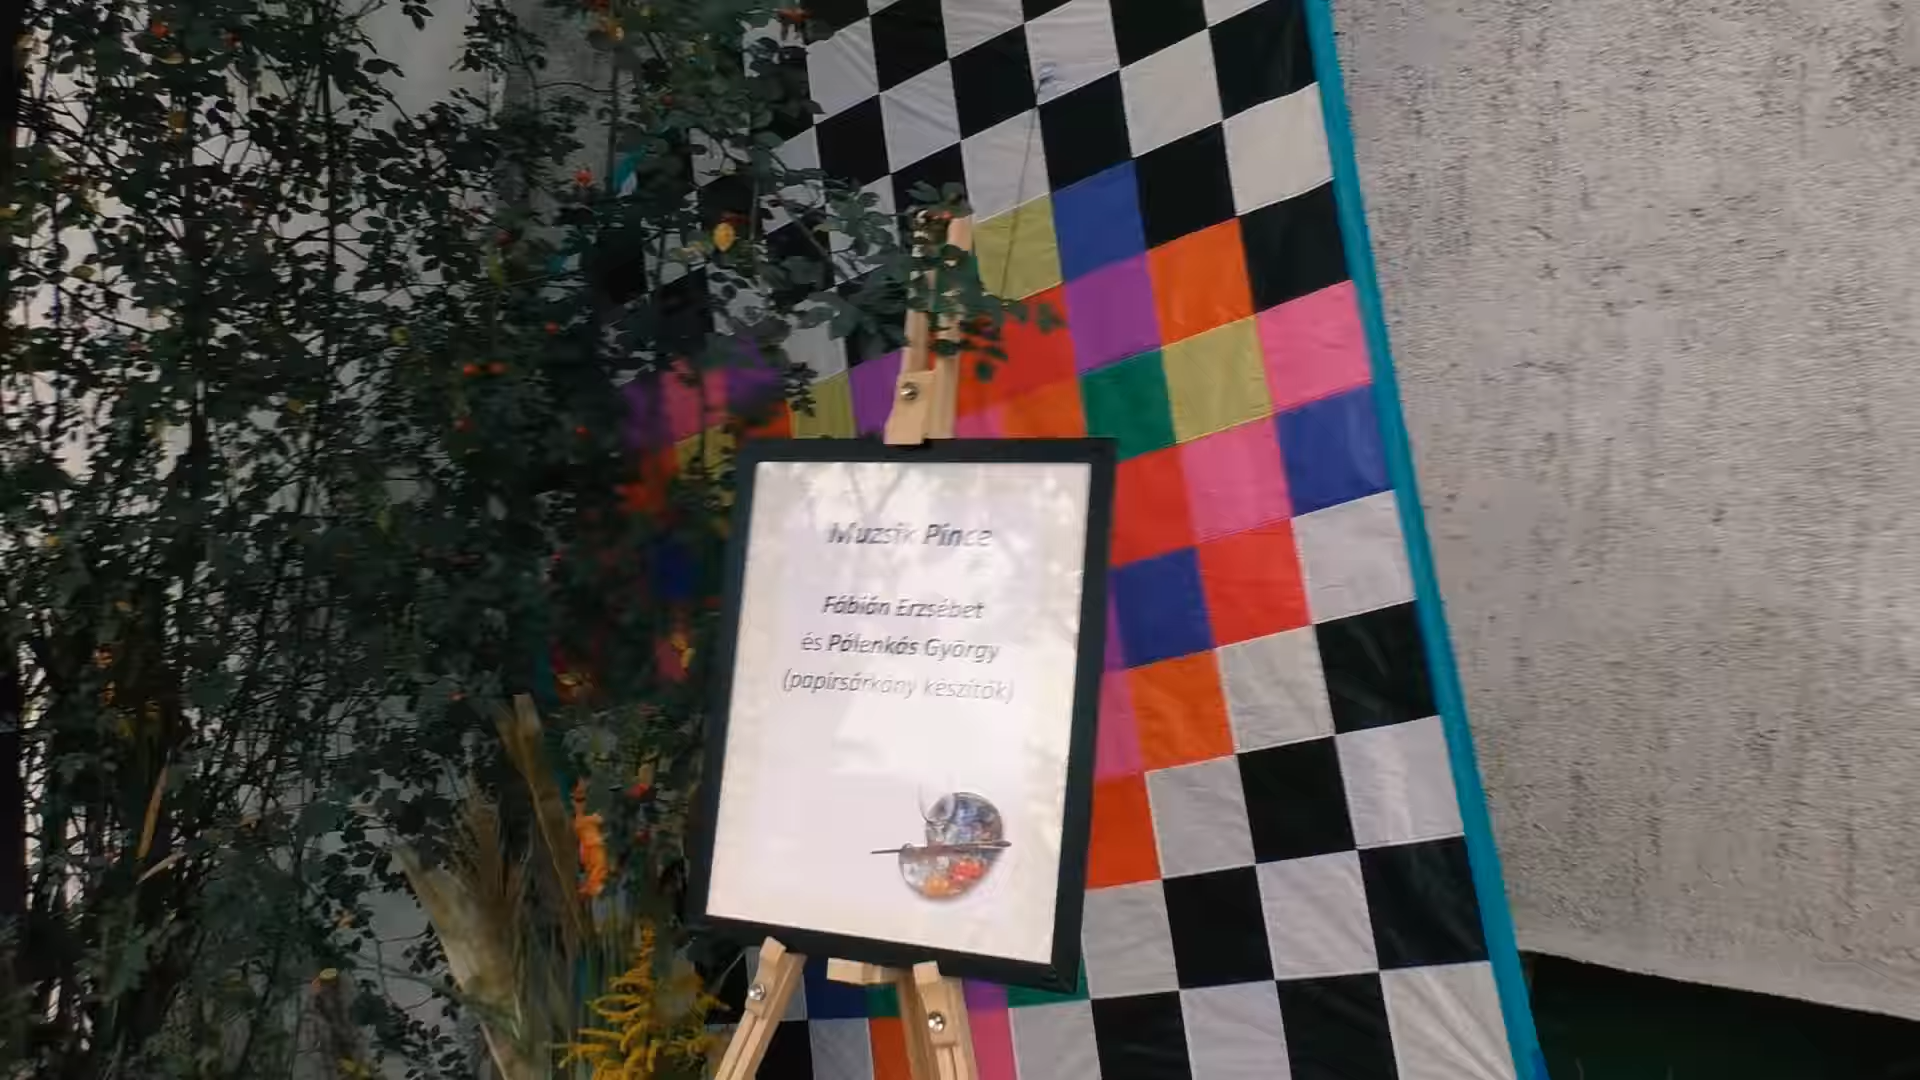 Muzsik Pince
Fábián Erzsébet
és Pálenkás György
(papírsárkány készítők)